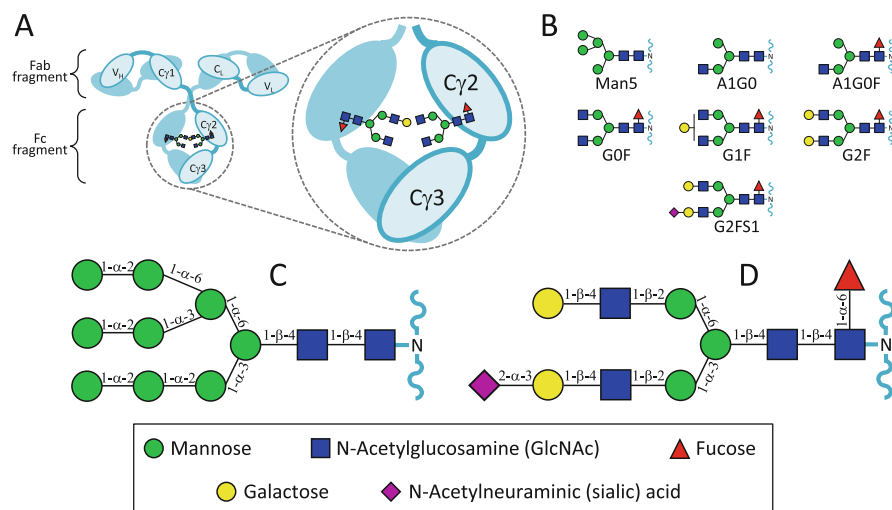 A
Fab
fragment
Fc
fragment
V_H
Cγ1
C_L
V_L
Cγ2
Cγ3
Cγ2
Cγ3
B
Man5
N
A1G0
N
A1G0F
N
G0F
N
G1F
N
G2F
N
G2FS1
N
C
1-α-2
1-α-6
1-α-2
1-α-3
1-α-6
1-α-2
1-α-2
1-α-3
1-β-4
1-β-4
N
D
1-β-4
1-β-2
1-α-6
2-α-3
1-β-4
1-β-2
1-α-3
1-β-4
1-β-4
1-α-6
N
Mannose
N-Acetylglucosamine (GlcNAc)
Fucose
Galactose
N-Acetylneuraminic (sialic) acid